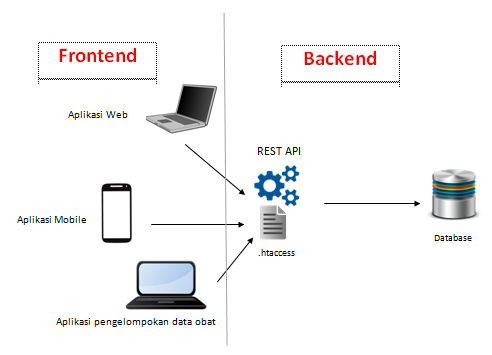 Frontend
Backend
Aplikasi Web
REST API
Aplikasi Mobile
.htaccess
Database
Aplikasi pengelompokan data obat